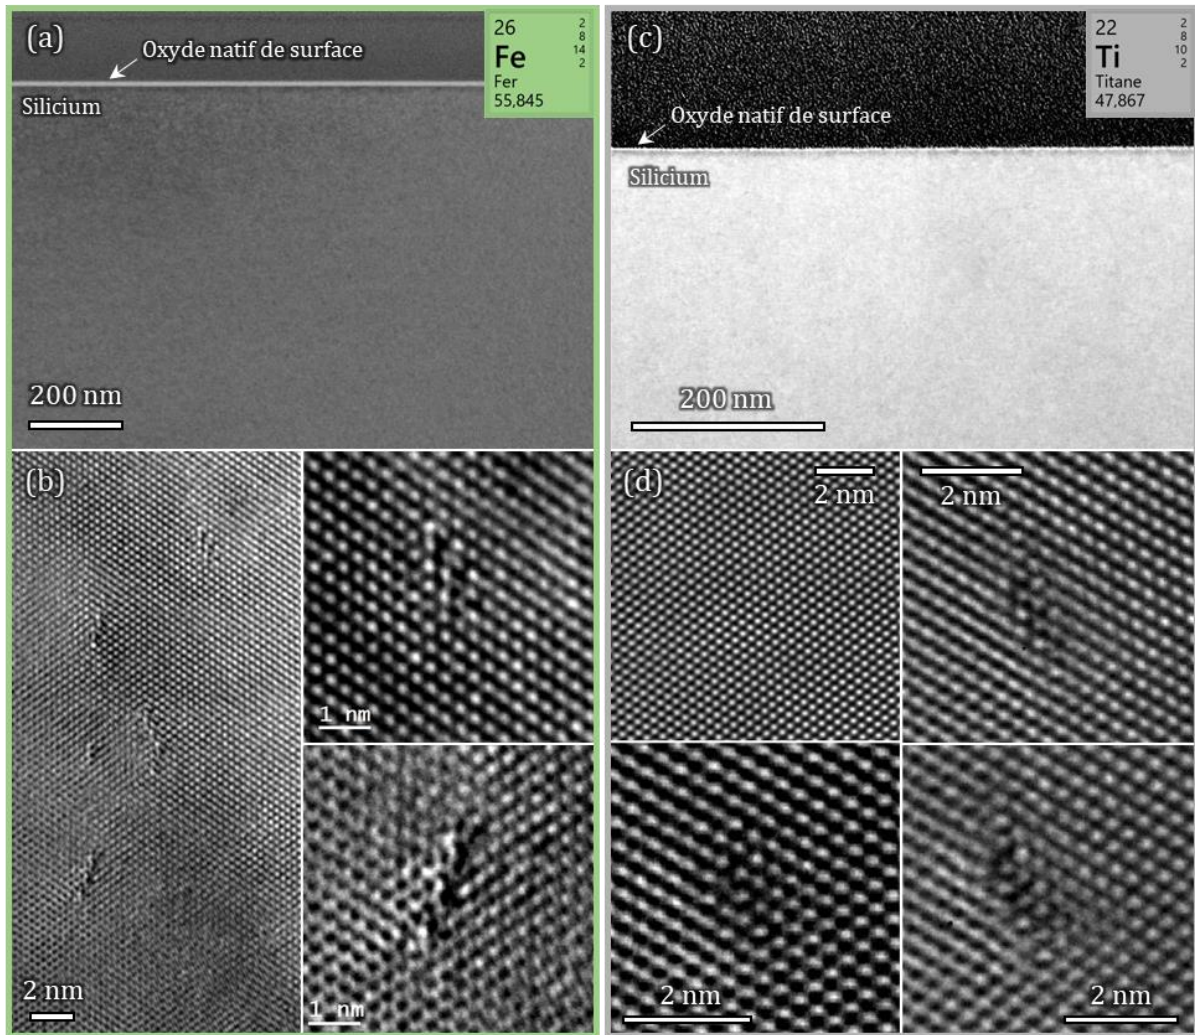 (a)
Oxyde natif de surface
Silicium
26
Fe
Fer
55,845
2
8
14
2
200 nm
(b)
2 nm
1 nm
1 nm
(c)
Oxyde natif de surface
Silicium
22
Ti
Titane
47,867
2
8
10
2
200 nm
(d)
2 nm
2 nm
2 nm
2 nm